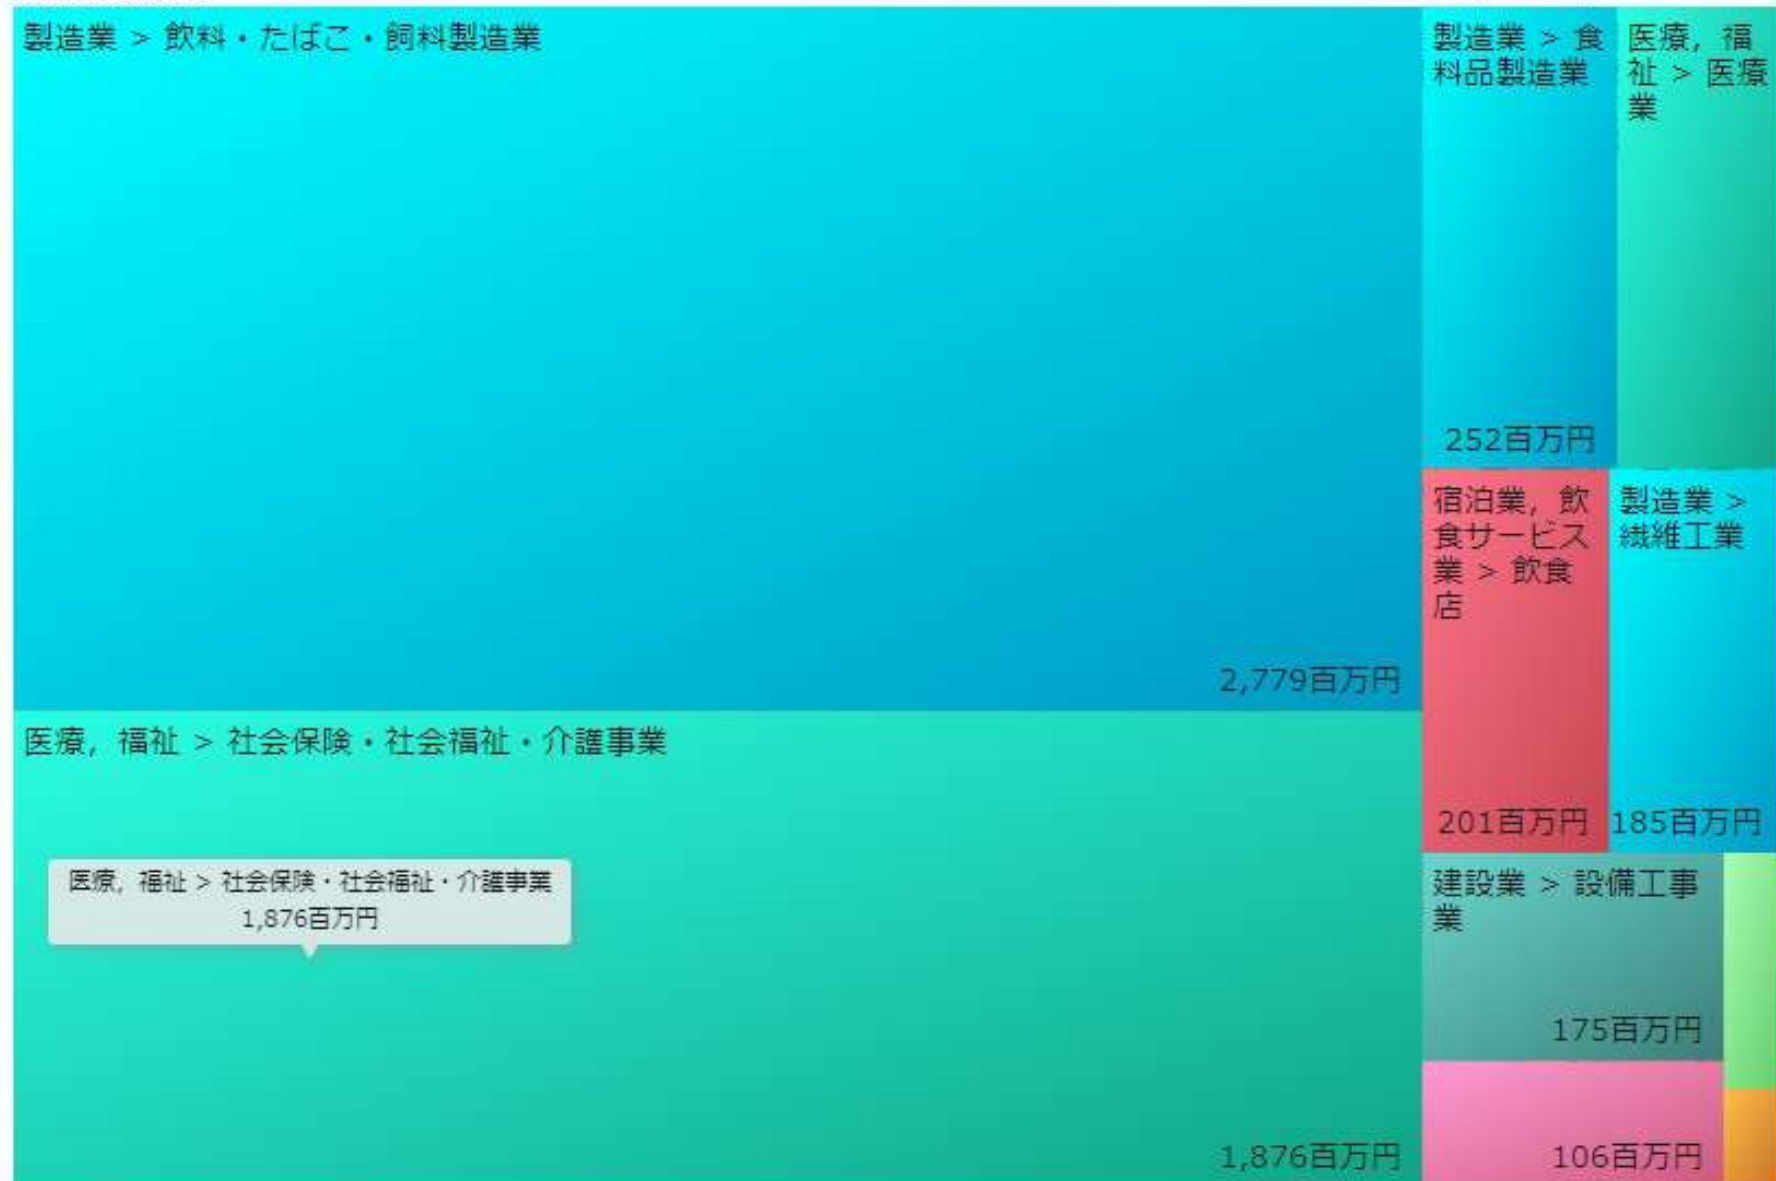 製造業 > 飲料・たばこ・飼料製造業
2,779百万円
医療, 福祉 > 社会保険・社会福祉・介護事業
医療, 福祉 > 社会保険・社会福祉・介護事業
1,876百万円
1,876百万円
製造業 > 食
料品製造業
252百万円
医療, 福
祉 > 医療
業
宿泊業, 飲
食サービス
業 > 飲食
店
201百万円
製造業 >
繊維工業
185百万円
建設業 > 設備工事
業
175百万円
106百万円